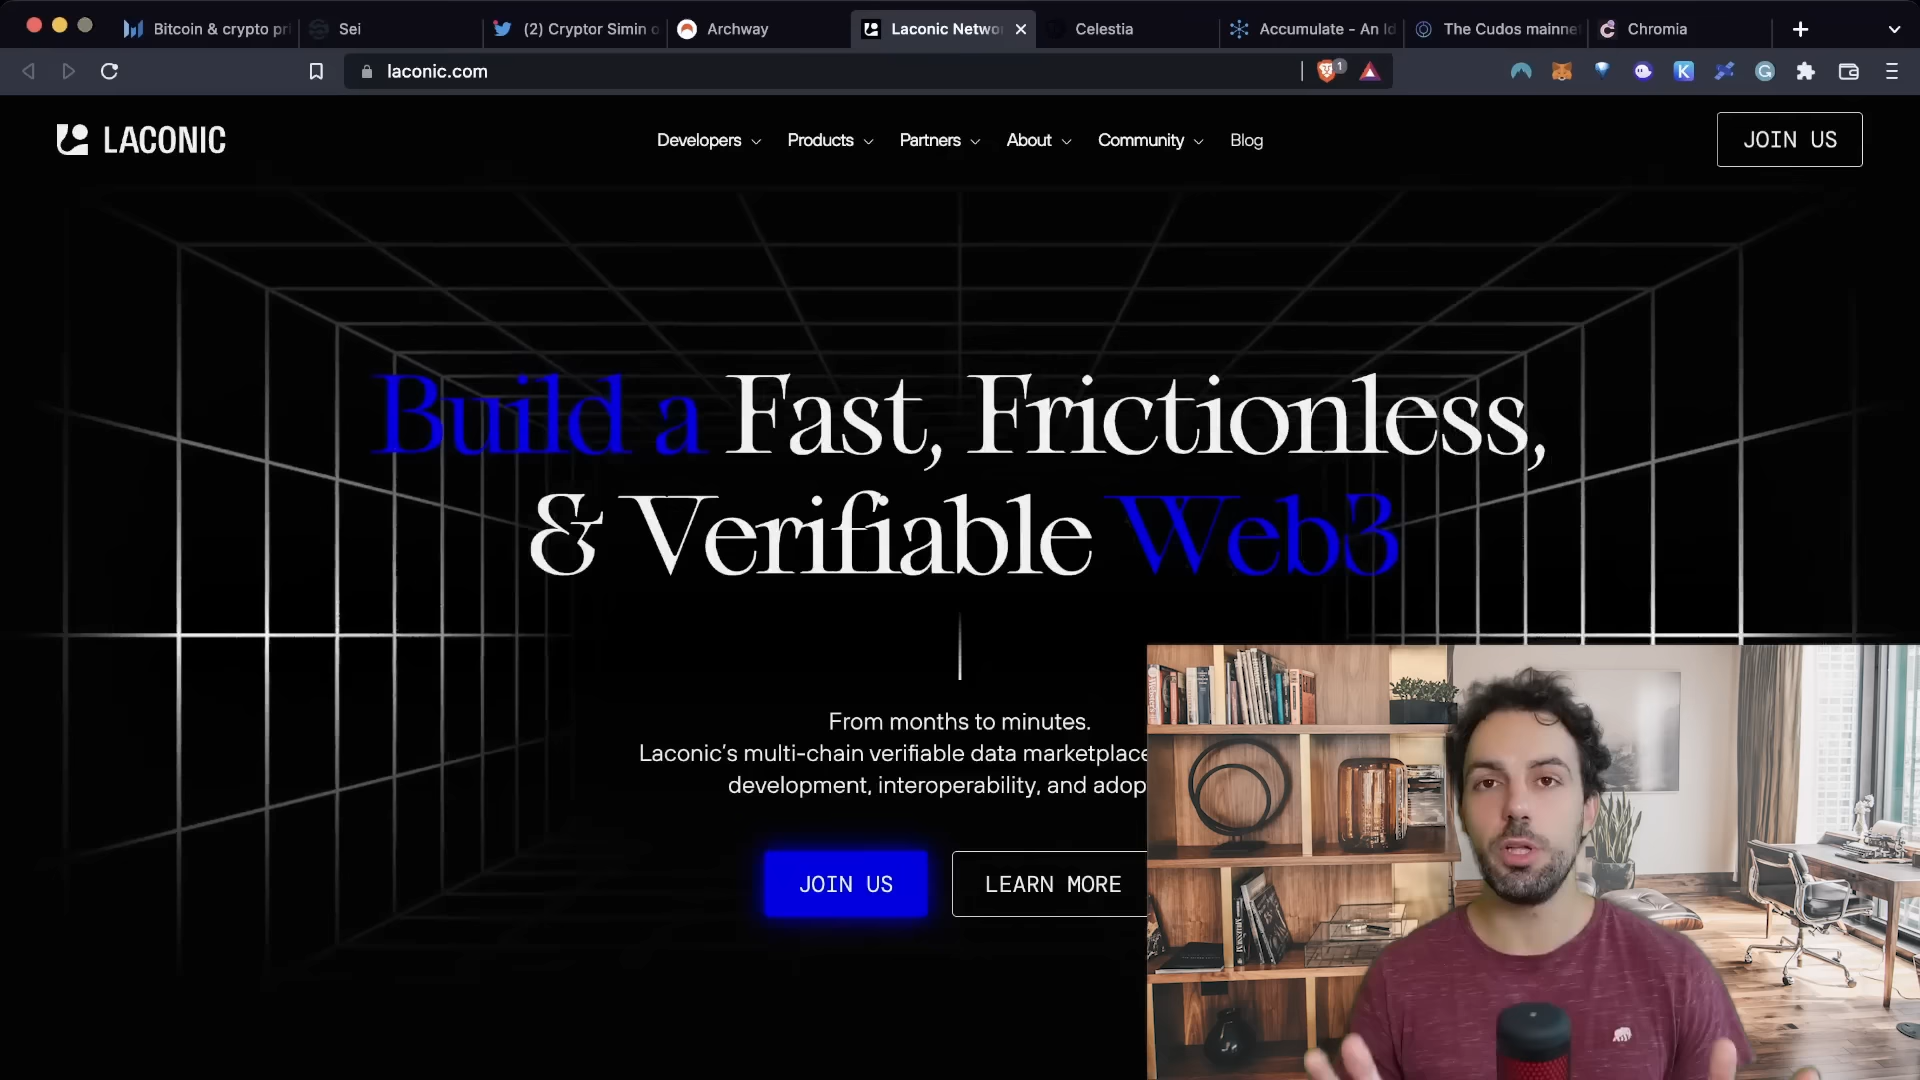 Bitcoin & crypto pri
Sei
(2) Cryptor Simin o
Archway
Laconic Netwo
Celestia
Accumulate - An Id
The Cudos mainne
Chromia
laconic.com
1
LACONIC
Developers
Products
Partners
About
Community
Blog
JOIN US
Build a Fast, Frictionless,
& Verifiable Web3
From months to minutes.
Laconic's multi-chain verifiable data marketplace
development, interoperability, and adop
JOIN US
LEARN MORE